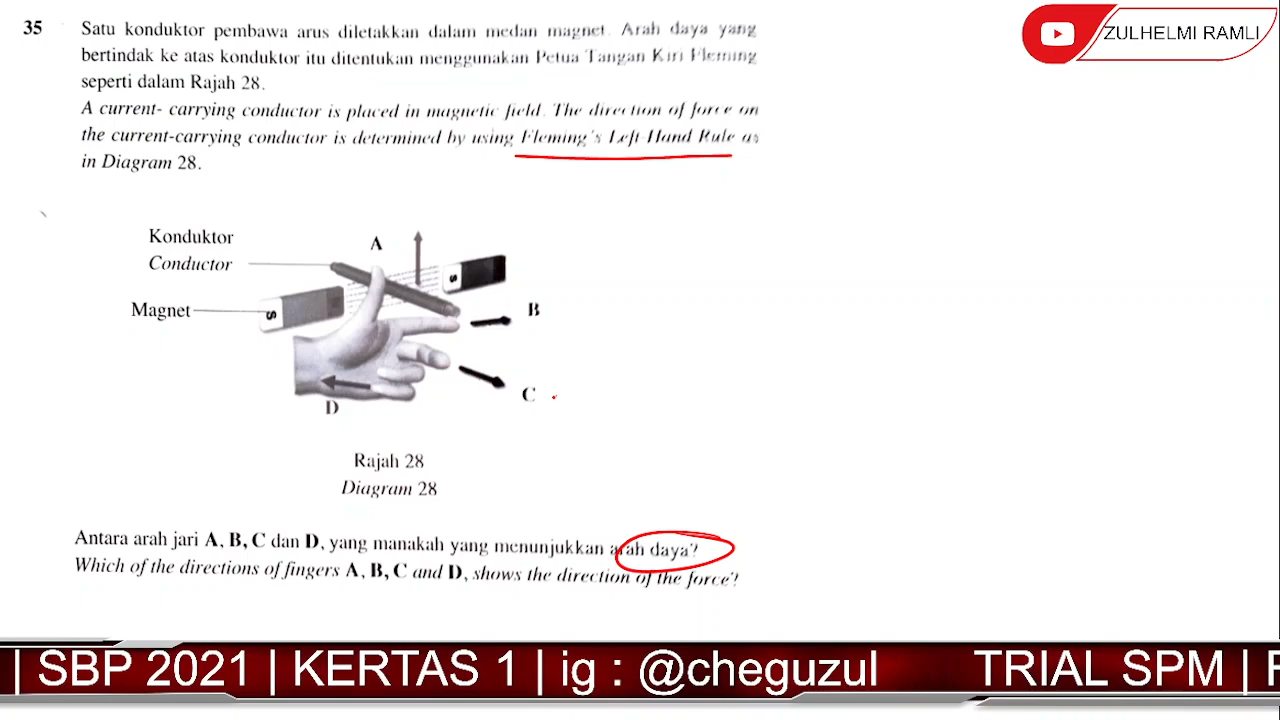 35 Satu konduktor pembawa arus diletakkan dalam medan magnet. Arah daya yang
bertindak ke atas konduktor itu ditentukan menggunakan Petua Tangan Kiri Fleming
seperti dalam Rajah 28.
A current- carrying conductor is placed in magnetic field. The direction of force on
the current-carrying conductor is determined by using Fleming's Left Hand Rule as
in Diagram 28.
ZULHELMI RAMLI
Konduktor
Conductor
A
S
Magnet
S
B
C
D
Rajah 28
Diagram 28
Antara arah jari A, B, C dan D, yang manakah yang menunjukkan arah daya?
Which of the directions of fingers A, B, C and D, shows the direction of the force?
| SBP 2021 | KERTAS 1 | ig : @cheguzul TRIAL SPM |